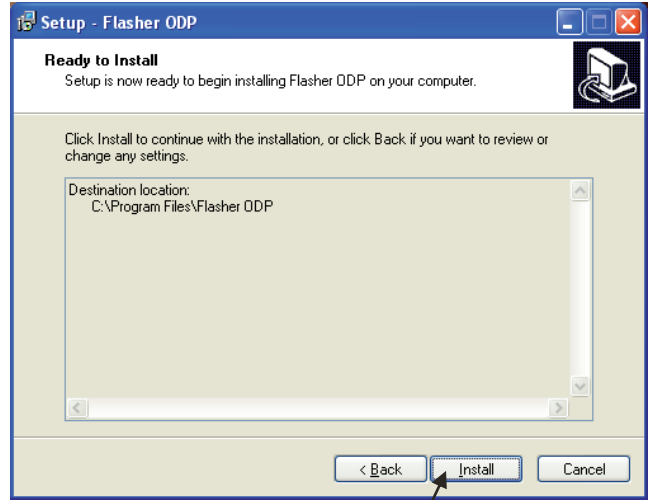 Setup - Flasher ODP
Ready to Install
Setup is now ready to begin installing Flasher ODP on your computer.
Click Install to continue with the installation, or click Back if you want to review or
change any settings.
Destination location:
C:\Program Files\Flasher ODP
< Back
Install
Cancel